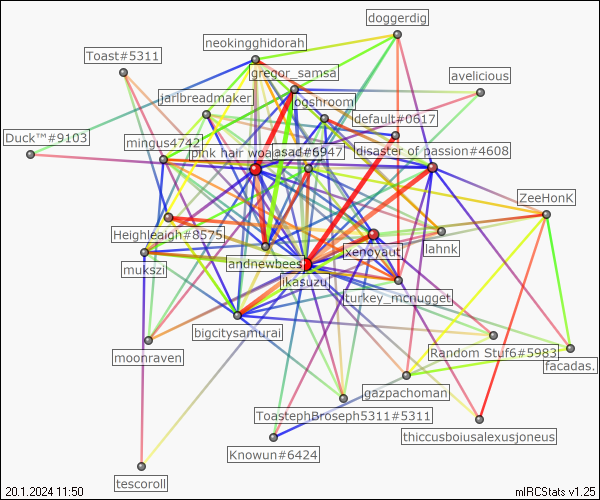 doggerdig
neokingghidorah
Toast#5311
gregor_samsa
avelicious
jarlbreadmaker
ogshroom
default#0617
Duck™#9103
mingus4742
pink hair woa
asad#6947
disaster of passion#4608
ZeeHonK
Heighleaigh#8575
xenoyaut
lahnk
mukszi
andnewbees
ikasuzu
turkey_mcnugget
bigcitysamurai
moonraven
Random Stuf6#5983
facadas.
gazpachoman
ToastephBroseph5311#5311
thiccusboiusalexusjoneus
Knowun#6424
tescoroll
20.1.2024 11:50
mIRCStats v1.25